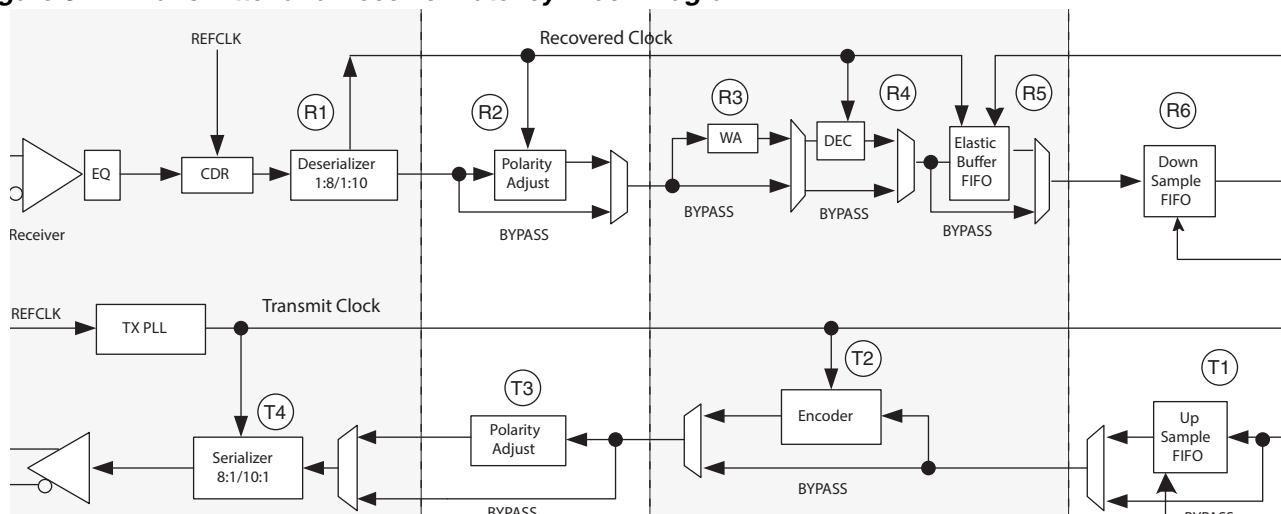 Recovered Clock
REFCLK
R1
R2
R3
R4
R5
R6
EQ
CDR
Deserializer
1:8/1:10
Polarity
Adjust
WA
DEC
Elastic
Buffer
FIFO
Down
Sample
FIFO
BYPASS
BYPASS
BYPASS
BYPASS
Receiver
REFCLK
TX PLL
Transmit Clock
T1
T2
T3
T4
Serializer
8:1/10:1
Polarity
Adjust
Encoder
Up
Sample
FIFO
BYPASS
BYPASS
BYPASS